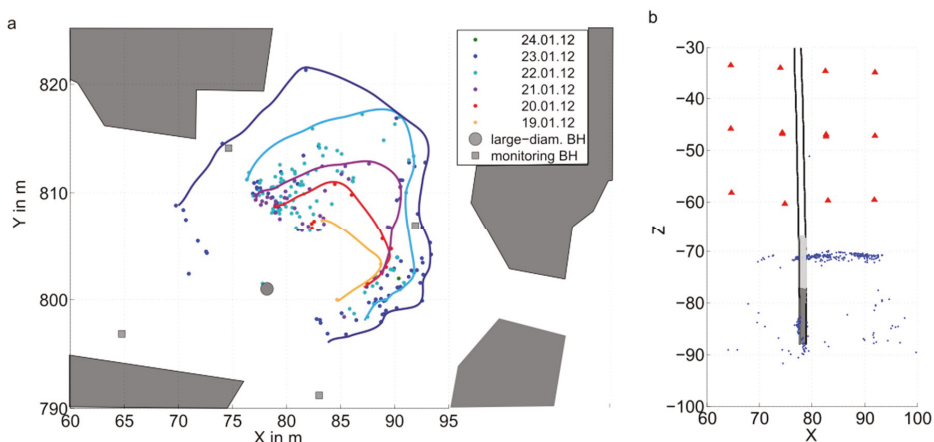 a
820
810
800
790
Y in m
60 65 70 75 80 85 90 95
X in m
24.01.12
23.01.12
22.01.12
21.01.12
20.01.12
19.01.12
large-diam. BH
monitoring BH
b
−30
−40
−50
−60
−70
−80
−90
−100
Z
60 70 80 90 100
X